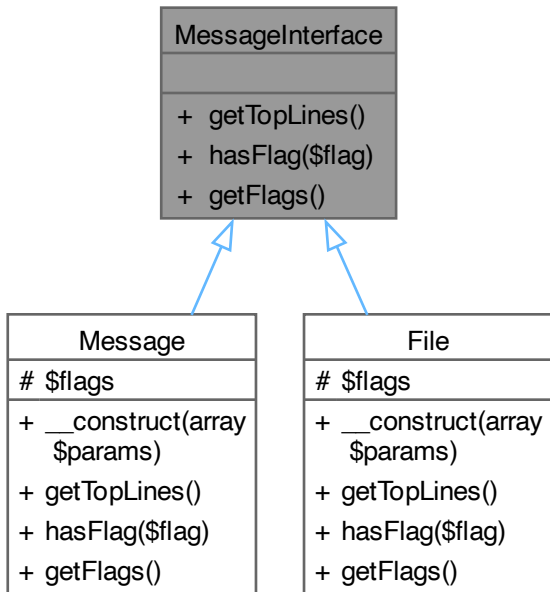 MessageInterface
+ getTopLines()
+ hasFlag($flag)
+ getFlags()
Message
# $flags
+ __construct(array
$params)
+ getTopLines()
+ hasFlag($flag)
+ getFlags()
File
# $flags
+ __construct(array
$params)
+ getTopLines()
+ hasFlag($flag)
+ getFlags()